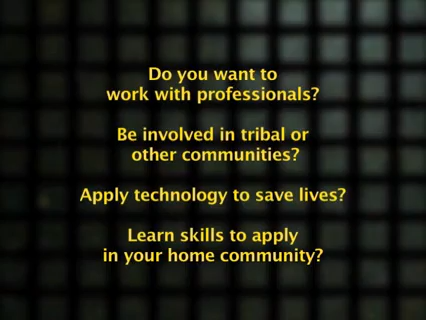 Do you want to
work with professionals?
Be involved in tribal or
other communities?
Apply technology to save lives?
Learn skills to apply
in your home community?